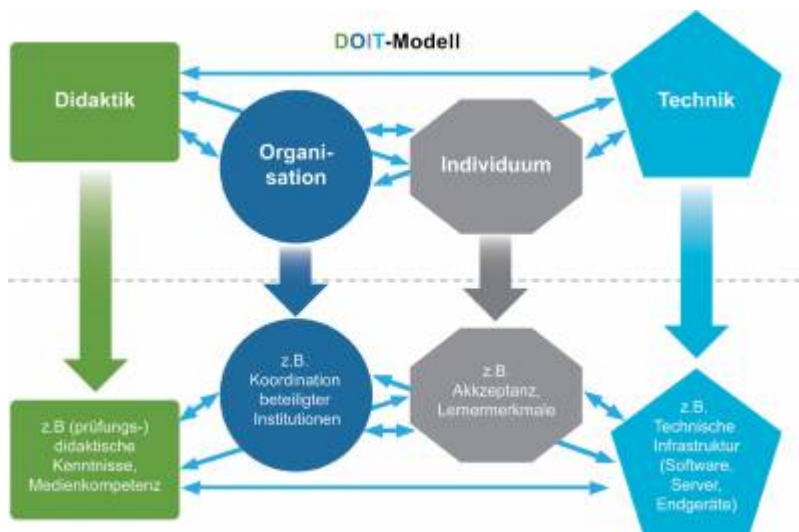 DOIT-Modell
Didaktik
Organi-
sation
Individuum
Technik
z.B (prüfungs-)
didaktische
Kenntnisse,
Medienkompetenz
z.B.
Koordination
beteiligter
Institutionen
z.B.
Akkzeptanz,
Lernermerkmale
z.B.
Technische
Infrastruktur
(Software,
Server,
Endgeräte)